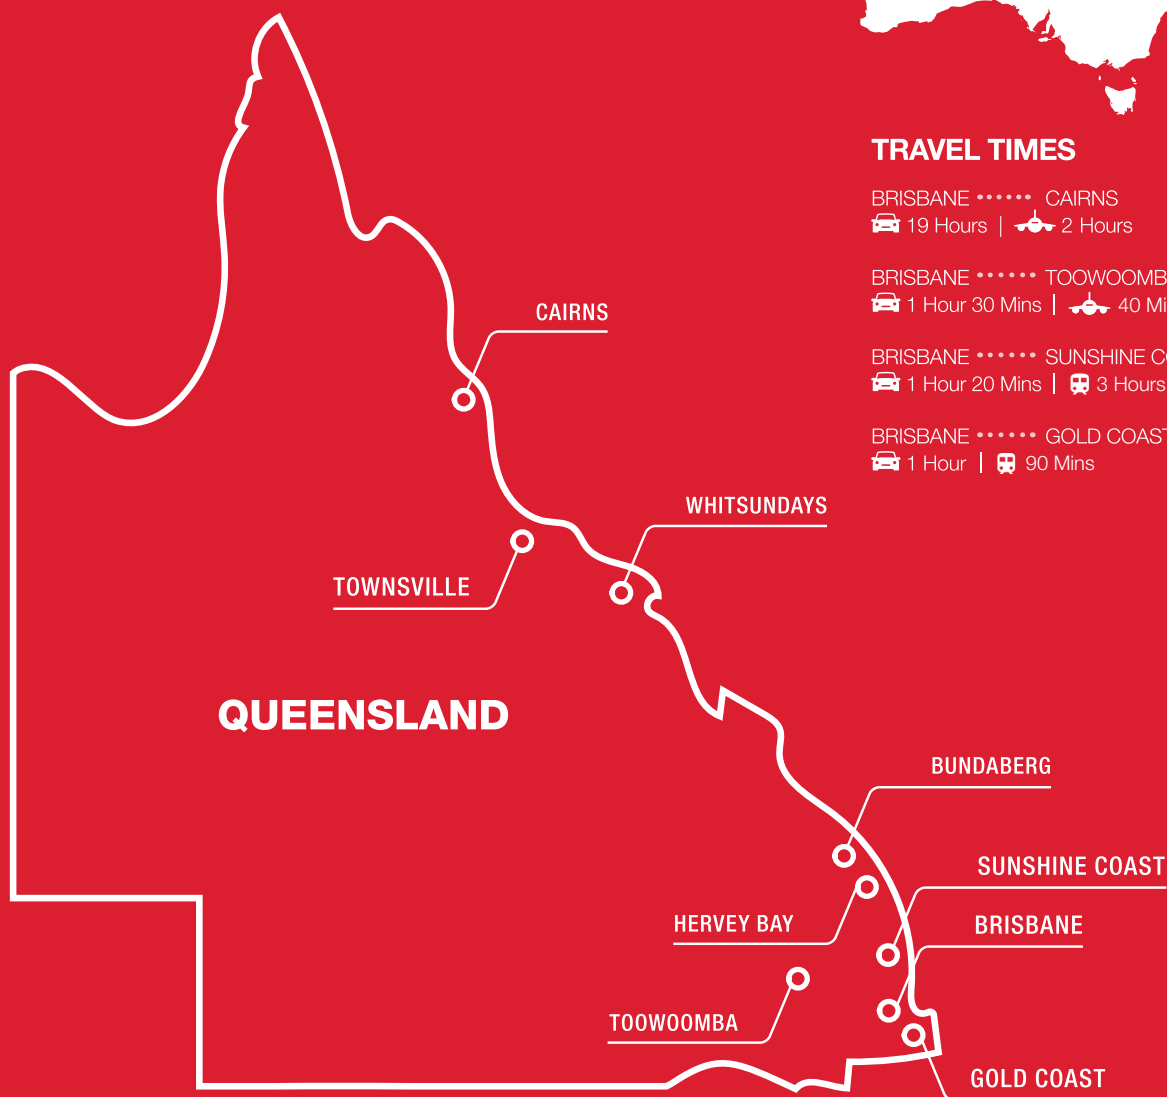 TRAVEL TIMES
BRISBANE •••••• CAIRNS
19 Hours | 2 Hours
BRISBANE ••••••
1 Hour 30 Mins | 40
BRISBANE •••••• SUNSHINE
1 Hour 20 Mins | 3 Hours
BRISBANE •••••• GOLD COAST
1 Hour | 90 Mins
CAIRNS
WHITSUNDAYS
TOWNSVILLE
QUEENSLAND
BUNDABERG
SUNSHINE COAST
HERVEY BAY
BRISBANE
TOOWOOMBA
GOLD COAST